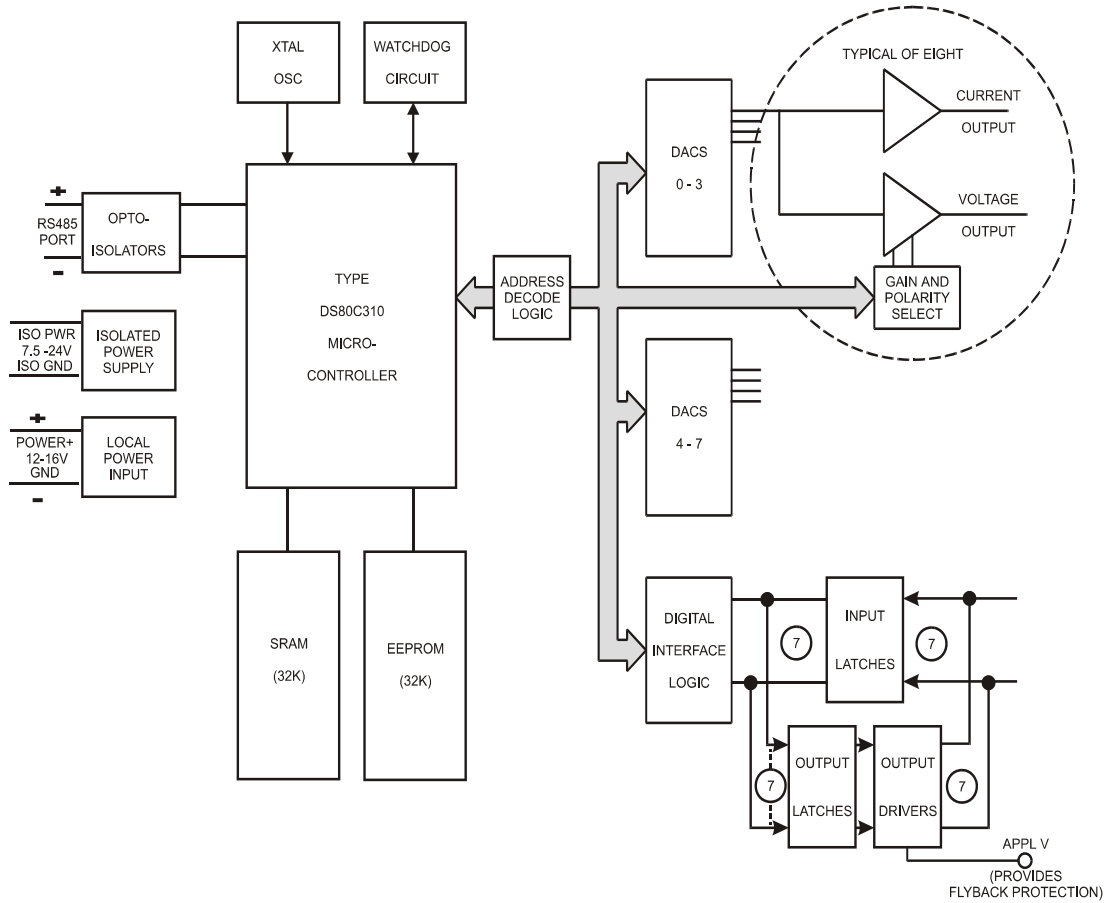 XTAL
OSC
WATCHDOG
CIRCUIT
TYPICAL OF EIGHT
CURRENT
OUTPUT
VOLTAGE
OUTPUT
GAIN AND
POLARITY
SELECT
DACS
0 - 3
+
RS485
PORT
-
OPTO-
ISOLATORS
TYPE
DS80C310
MICRO-
CONTROLLER
ADDRESS
DECODE
LOGIC
ISO PWR
7.5 -24V
ISO GND
ISOLATED
POWER
SUPPLY
DACS
4 - 7
+
POWER+
12-16V
GND
-
LOCAL
POWER
INPUT
SRAM
(32K)
EEPROM
(32K)
DIGITAL
INTERFACE
LOGIC
7
INPUT
LATCHES
7
7
OUTPUT
LATCHES
OUTPUT
DRIVERS
7
APPL V
(PROVIDES
FLYBACK PROTECTION)